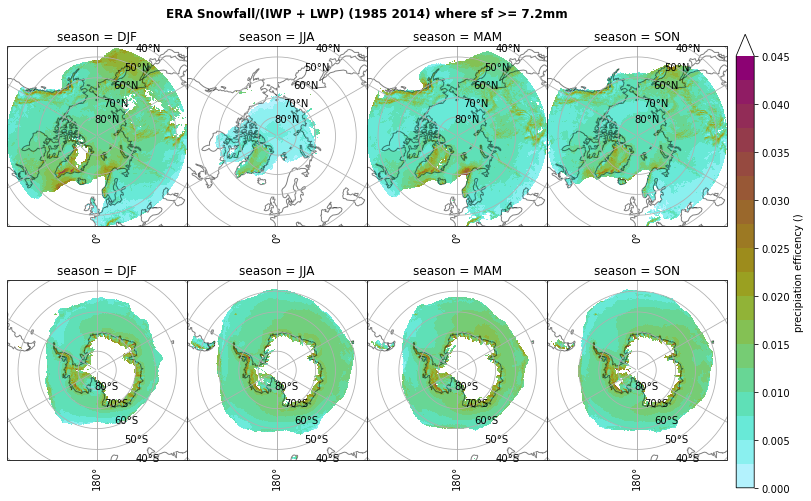 ERA Snowfall/(IWP + LWP) (1985 2014) where sf >= 7.2mm
season = DJF
season = JJA
season = MAM
season = SON
40°N
50°N
60°N
70°N
80°N
0°
40°N
50°N
60°N
70°N
80°N
0°
40°N
50°N
60°N
70°N
80°N
0°
40°N
50°N
60°N
70°N
80°N
0°
season = DJF
season = JJA
season = MAM
season = SON
80°S
70°S
60°S
50°S
40°S
180°
80°S
70°S
60°S
50°S
40°S
180°
80°S
70°S
60°S
50°S
40°S
180°
80°S
70°S
60°S
50°S
40°S
180°
0.045
0.040
0.035
0.030
0.025
0.020
0.015
0.010
0.005
0.000
precipiation efficency ()